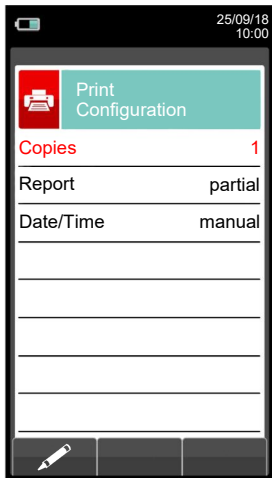 25/09/18
10:00
Print
Configuration
Copies 1
Report partial
Date/Time manual